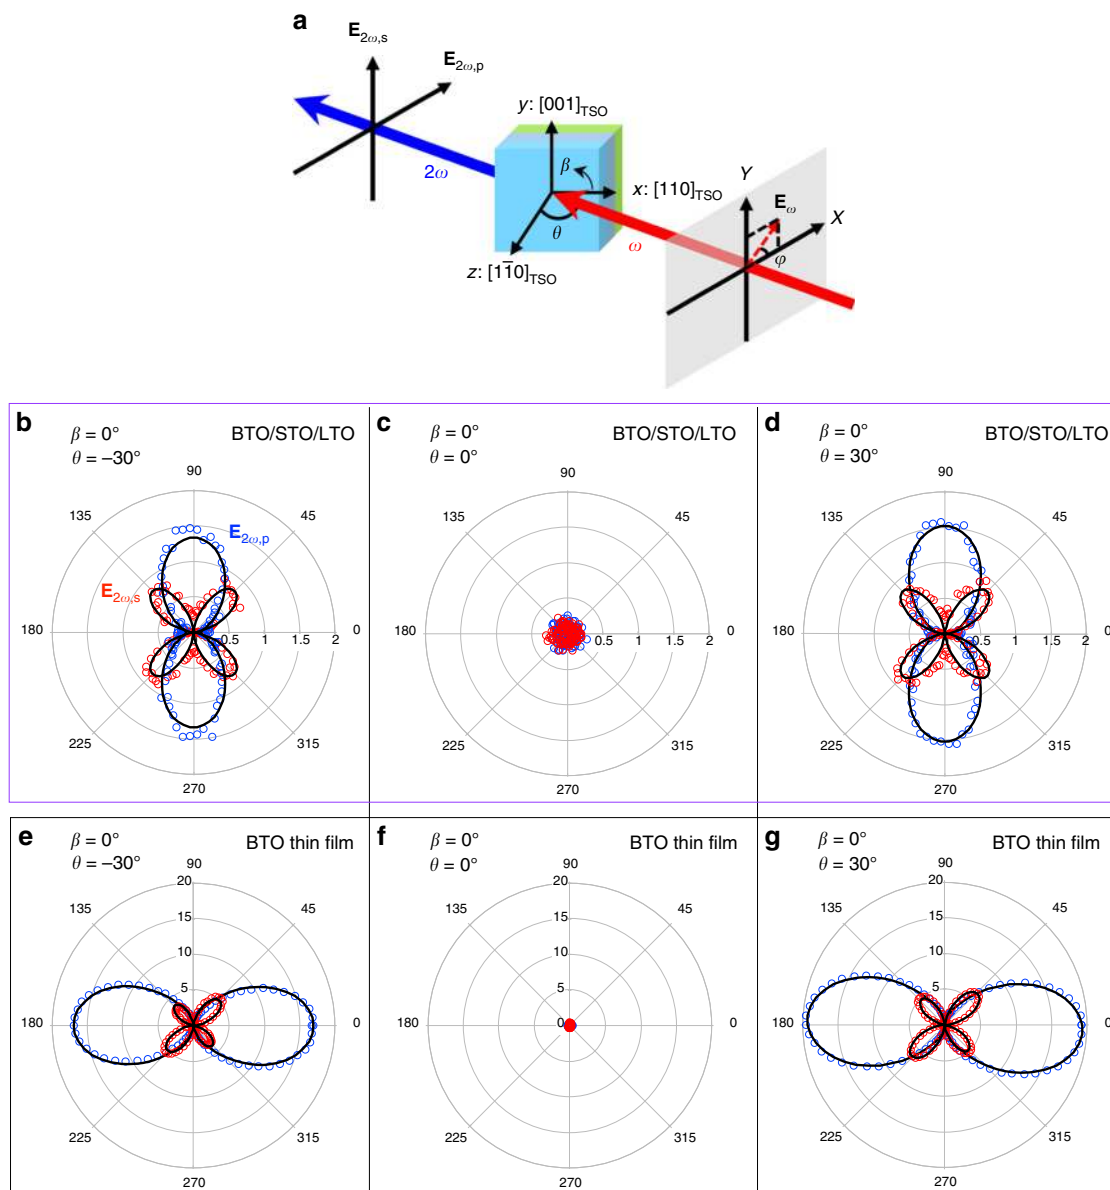 a
E2ω,s
E2ω,p
y: [001]TSO
β
2ω
x: [110]TSO
Y
Eω
X
θ
ω
φ
z: [11̅0]TSO
b
β = 0°
θ = −30°
BTO/STO/LTO
90
135
45
E2ω,p
E2ω,s
180
0.5 1 1.5 2
0
225
315
270
c
β = 0°
θ = 0°
BTO/STO/LTO
90
135
45
180
0.5 1 1.5 2
0
225
315
270
d
β = 0°
θ = 30°
BTO/STO/LTO
90
135
45
180
0.5 1 1.5 2
0
225
315
270
e
β = 0°
θ = −30°
BTO thin film
90
20
135
45
15
10
5
180
0
225
315
270
f
β = 0°
θ = 0°
BTO thin film
90
20
135
45
15
10
5
180
0
0
225
315
270
g
β = 0°
θ = 30°
BTO thin film
90
20
135
45
15
10
5
180
0
225
315
270